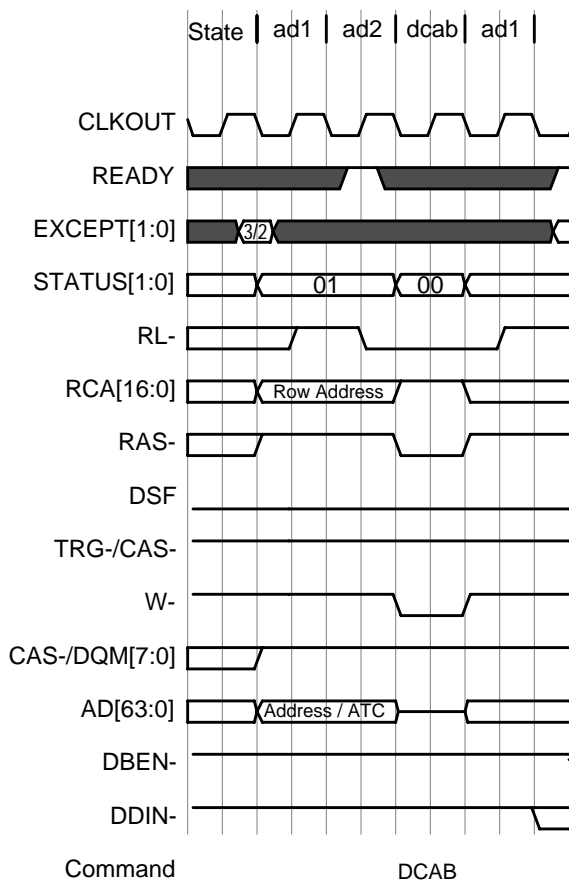 State ad1 ad2 dcab ad1
CLKOUT
READY
EXCEPT[1:0] 3/2
STATUS[1:0] 01 00
RL-
RCA[16:0] Row Address
RAS-
DSF
TRG-/CAS-
W-
CAS-/DQM[7:0]
AD[63:0] Address / ATC
DBEN-
DDIN-
Command DCAB